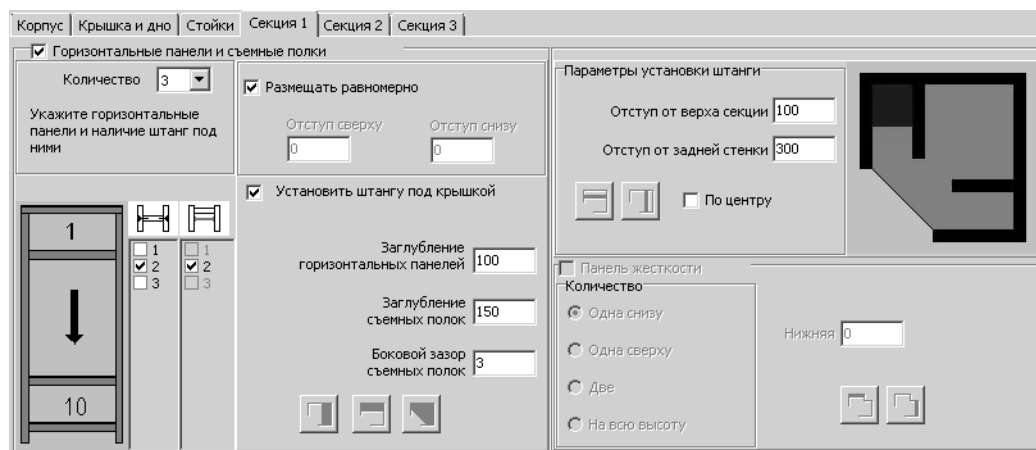 Корпус Крышка и дно Стойки Секция 1 Секция 2 Секция 3
Горизонтальные панели и съемные полки
Количество 3
Укажите горизонтальные
панели и наличие штанг под
ними
1
10
1 1
2 2
3 3
Размещать равномерно
Отступ сверху Отступ снизу
0 0
Установить штангу под крышкой
Заглубление
горизонтальных панелей 100
Заглубление
съемных полок 150
Боковой зазор
съемных полок 3
Параметры установки штанги
Отступ от верха секции 100
Отступ от задней стенки 300
По центру
Панель жесткости
Количество
Одна снизу
Одна сверху
Две
На всю высоту
Нижняя 0